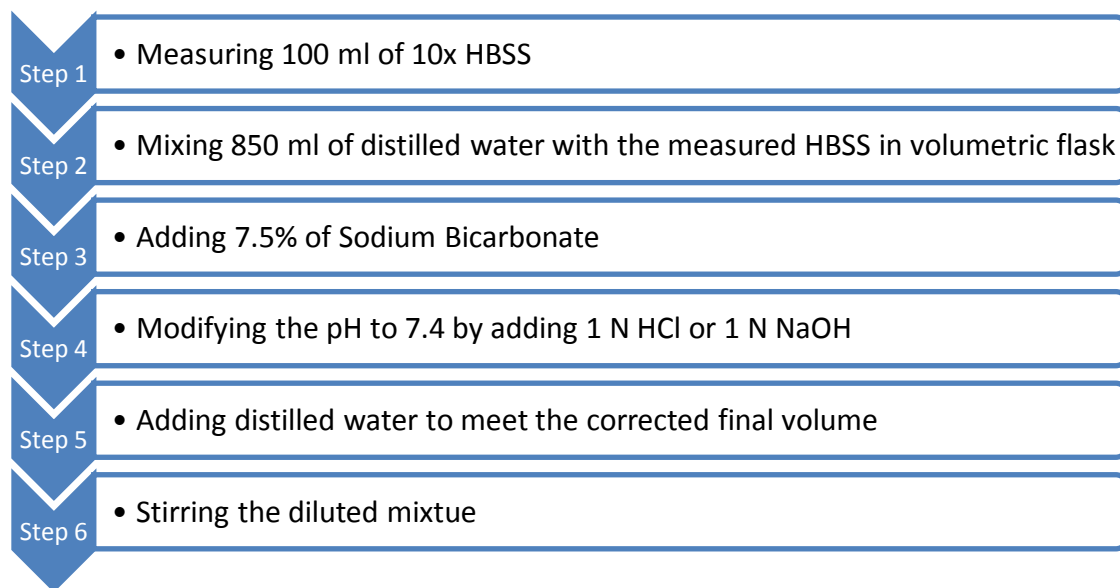 Step 1
• Measuring 100 ml of 10x HBSS
Step 2
• Mixing 850 ml of distilled water with the measured HBSS in volumetric flask
Step 3
• Adding 7.5% of Sodium Bicarbonate
Step 4
• Modifying the pH to 7.4 by adding 1 N HCl or 1 N NaOH
Step 5
• Adding distilled water to meet the corrected final volume
Step 6
• Stirring the diluted mixtue